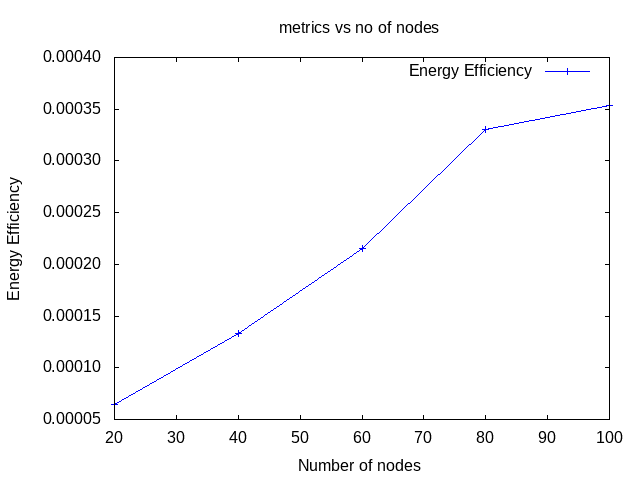 metrics vs no of nodes
Energy Efficiency
0.00040
0.00035
0.00030
0.00025
0.00020
0.00015
0.00010
0.00005
Energy Efficiency
20 30 40 50 60 70 80 90 100
Number of nodes